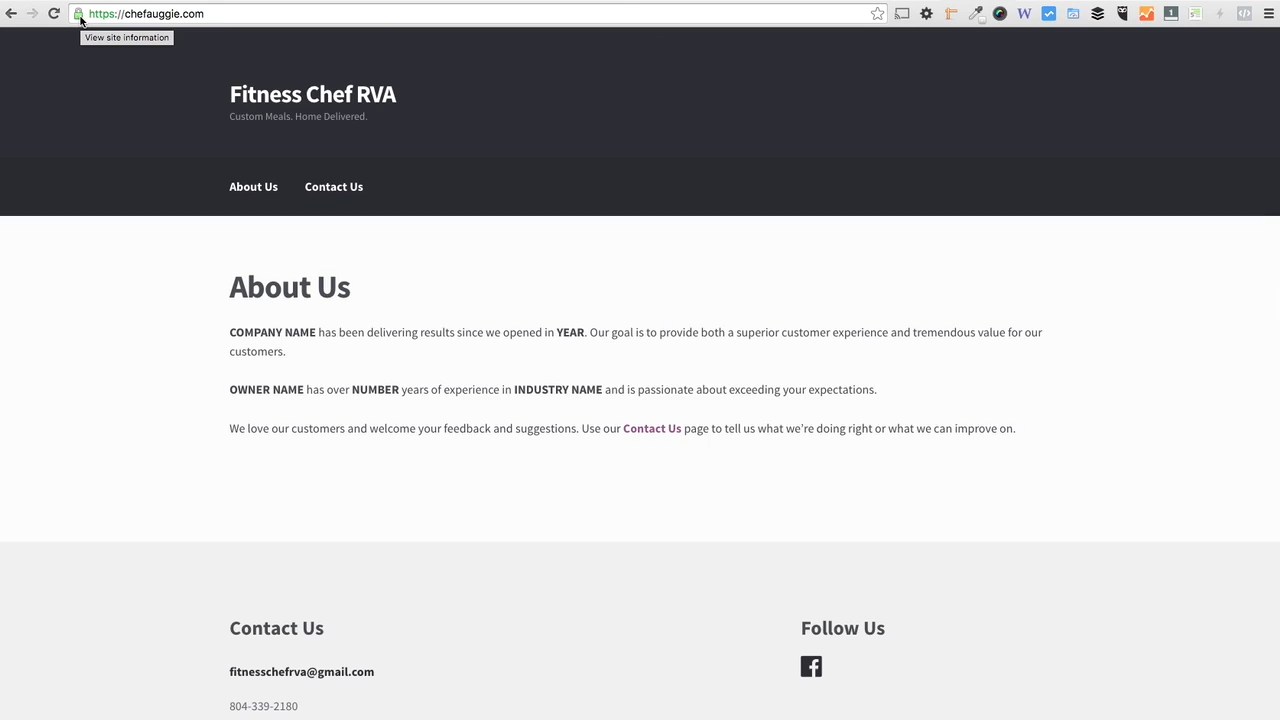 https://chefauggie.com
View site information
Fitness Chef RVA
Custom Meals. Home Delivered.
About Us Contact Us
About Us
COMPANY NAME has been delivering results since we opened in YEAR. Our goal is to provide both a superior customer experience and tremendous value for our
customers.
OWNER NAME has over NUMBER years of experience in INDUSTRY NAME and is passionate about exceeding your expectations.
We love our customers and welcome your feedback and suggestions. Use our Contact Us page to tell us what we're doing right or what we can improve on.
Contact Us
Follow Us
fitnesschefrva@gmail.com
804-339-2180